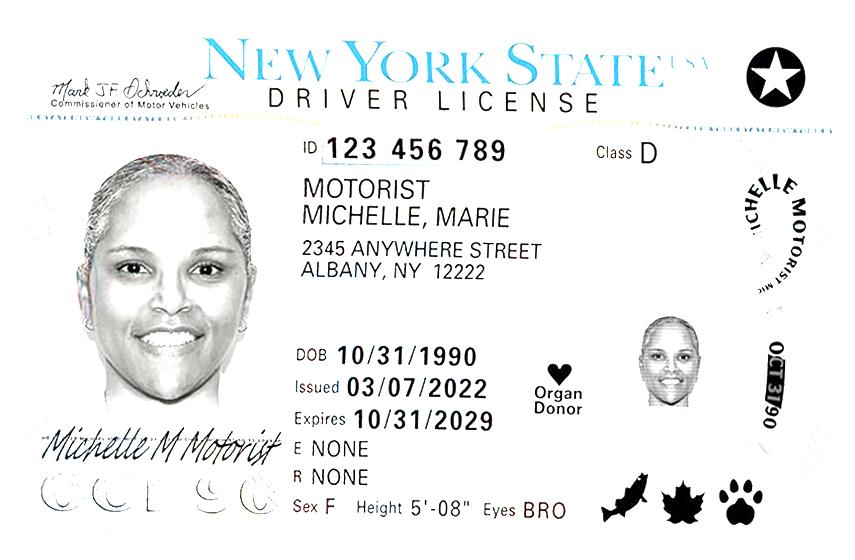 NEW YORK STATE USA
Mark JF Schroeder
Commissioner of Motor Vehicles
DRIVER LICENSE
ID 123 456 789
Class D
MOTORIST
MICHELLE, MARIE
2345 ANYWHERE STREET
ALBANY, NY 12222
MICHELLE MOTORIST MIC
DOB 10/31/1990
Issued 03/07/2022
Expires 10/31/2029
Organ
Donor
OCT 31/90
Michelle M Motorist
E NONE
R NONE
OCT 90
Sex F Height 5'-08" Eyes BRO